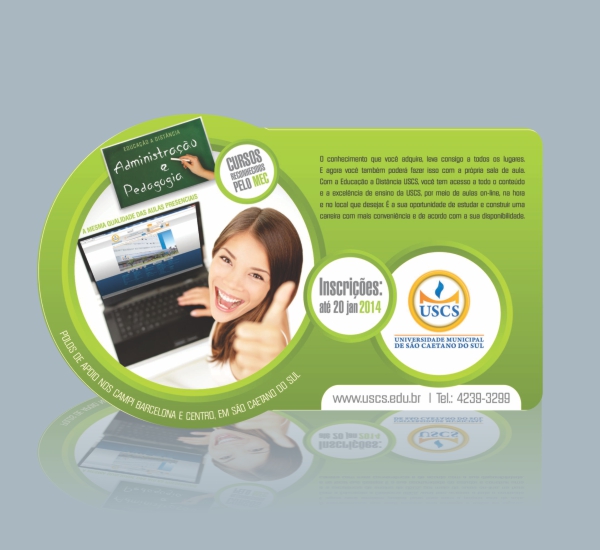 EDUCAÇÃO A DISTÂNCIA
Administração
e
Pedagogia
CURSOS
RECONHECIDOS
PELO MEC
A MESMA QUALIDADE DAS AULAS PRESENCIAIS
POLOS DE APOIO NOS CAMPI BARCELONA E CENTRO, EM SÃO CAETANO DO SUL
O conhecimento que você adquire, leve consigo a todos os lugares.
E agora você também poderá fazer isso com a própria sala de aula.
Com a Educação a Distância USCS, você tem acesso a todo o conteúdo
e a excelência de ensino da USCS, por meio de aulas on-line, na hora
e no local que desejar. É a sua oportunidade de estudar e construir uma
carreira com mais conveniência e de acordo com a sua disponibilidade.
Inscrições:
até 20 jan 2014
USCS
UNIVERSIDADE MUNICIPAL
DE SÃO CAETANO DO SUL
www.uscs.edu.br | Tel.: 4239-3299